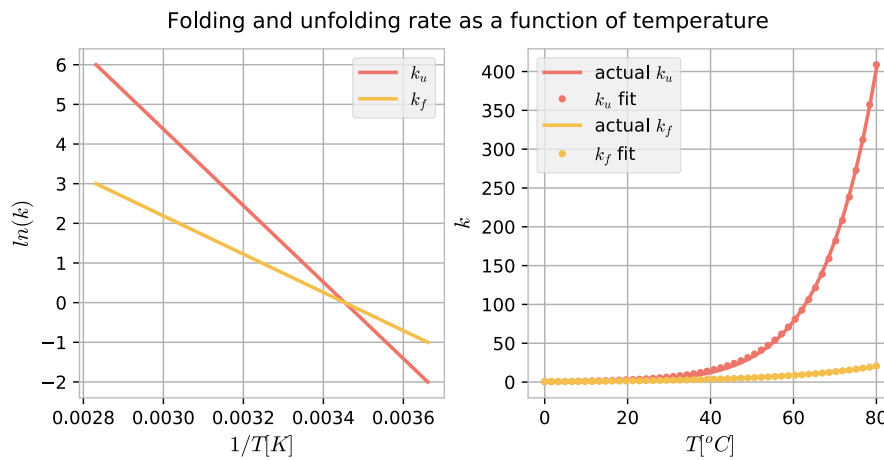 Folding and unfolding rate as a function of temperature
6
5
4
3
2
1
0
−1
−2
ln(k)
k_u
k_f
0.0028
0.0030
0.0032
0.0034
0.0036
1/T[K]
400
350
300
250
200
150
100
50
0
k
actual k_u
k_u fit
actual k_f
k_f fit
0
20
40
60
80
T[°C]